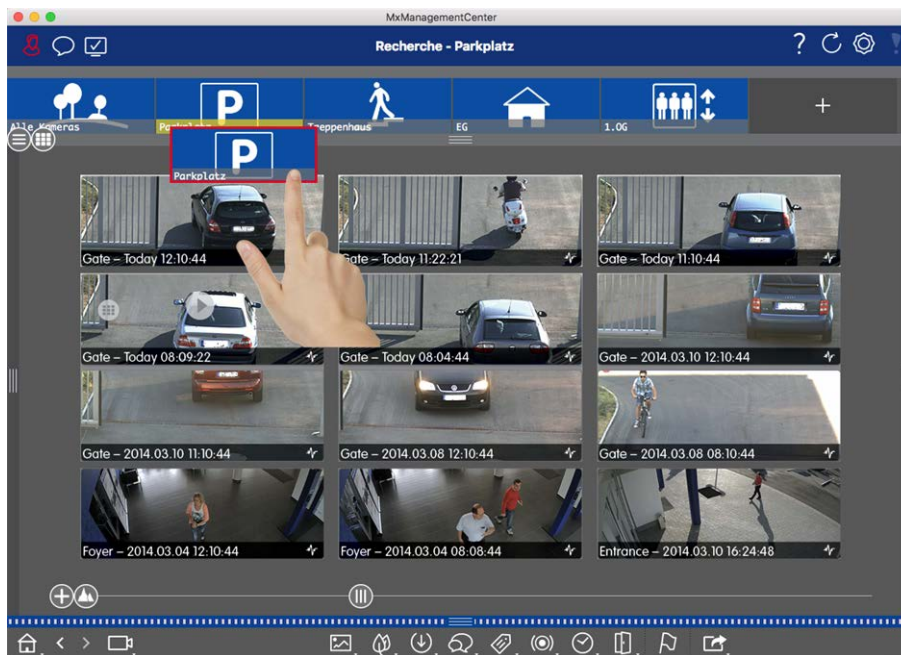 MxManagementCenter
Recherche - Parkplatz
?
P
Alle Kameras
Parkplatz
Treppenhaus
EG
1.OG
+
P
Parkplatz
Gate – Today 12:10:44
Gate – Today 11:22:21
Gate – Today 11:10:44
Gate – Today 08:09:22
Gate – Today 08:04:44
Gate – 2014.03.10 12:10:44
Gate – 2014.03.10 11:10:44
Gate – 2014.03.08 12:10:44
Gate – 2014.03.08 08:10:44
Foyer – 2014.03.04 12:10:44
Foyer – 2014.03.04 08:08:44
Entrance – 2014.03.10 16:24:48